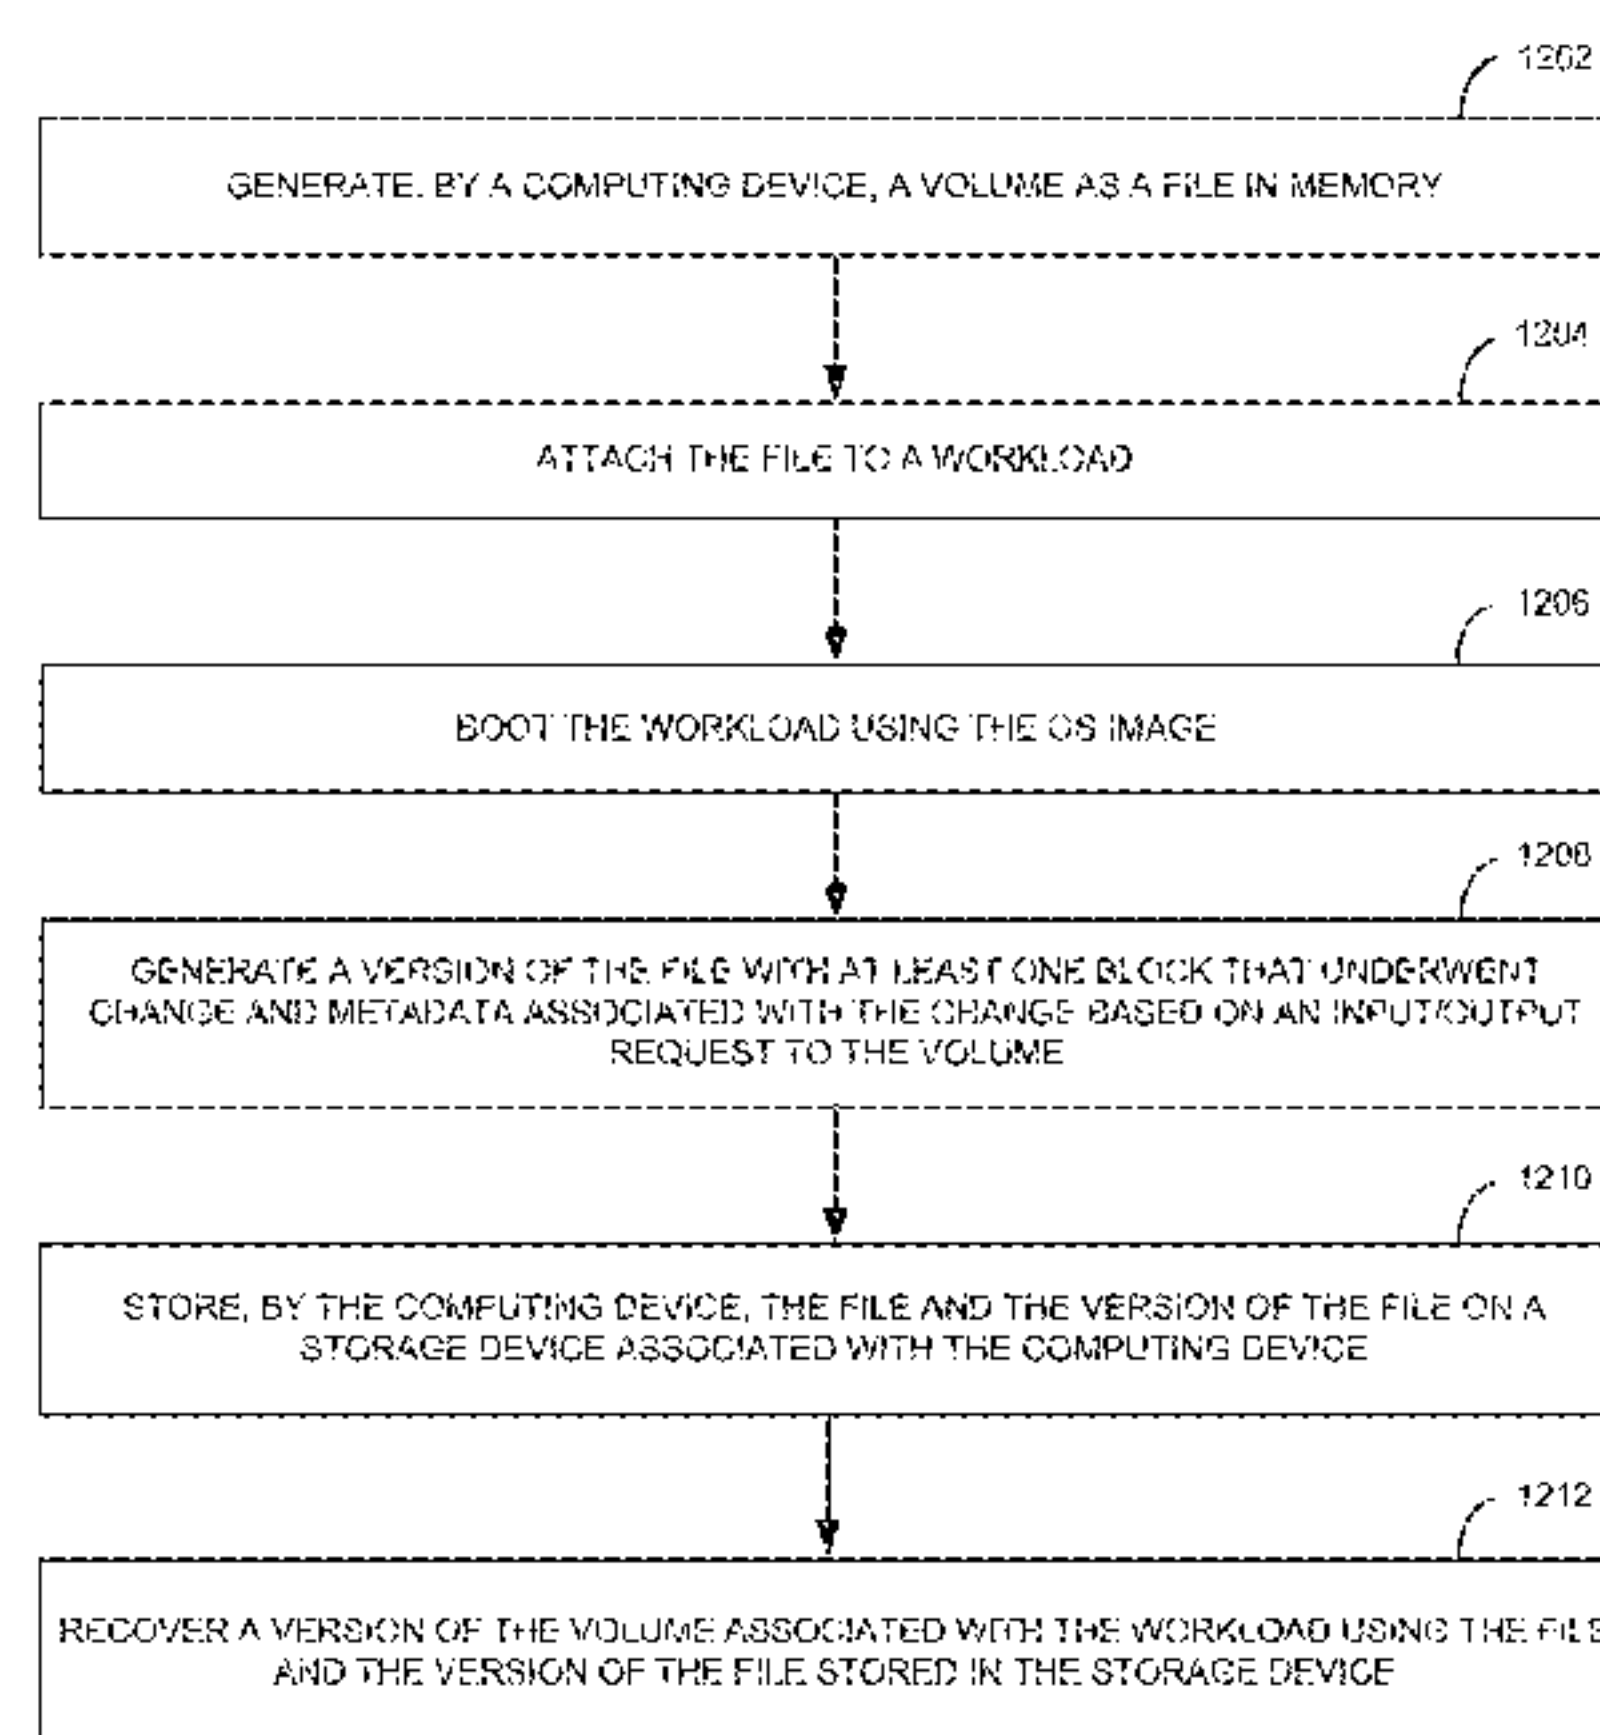 1202
GENERATE, BY A COMPUTING DEVICE, A VOLUME AS A FILE IN MEMORY
1204
ATTACH THE FILE TO A WORKLOAD
1206
BOOT THE WORKLOAD USING THE OS IMAGE
1208
GENERATE A VERSION OF THE FILE WITH AT LEAST ONE BLOCK THAT UNDERWENT
CHANGE AND METADATA ASSOCIATED WITH THE CHANGE BASED ON AN INPUT/OUTPUT
REQUEST TO THE VOLUME
1210
STORE, BY THE COMPUTING DEVICE, THE FILE AND THE VERSION OF THE FILE ON A
STORAGE DEVICE ASSOCIATED WITH THE COMPUTING DEVICE
1212
RECOVER A VERSION OF THE VOLUME ASSOCIATED WITH THE WORKLOAD USING THE FILE
AND THE VERSION OF THE FILE STORED IN THE STORAGE DEVICE